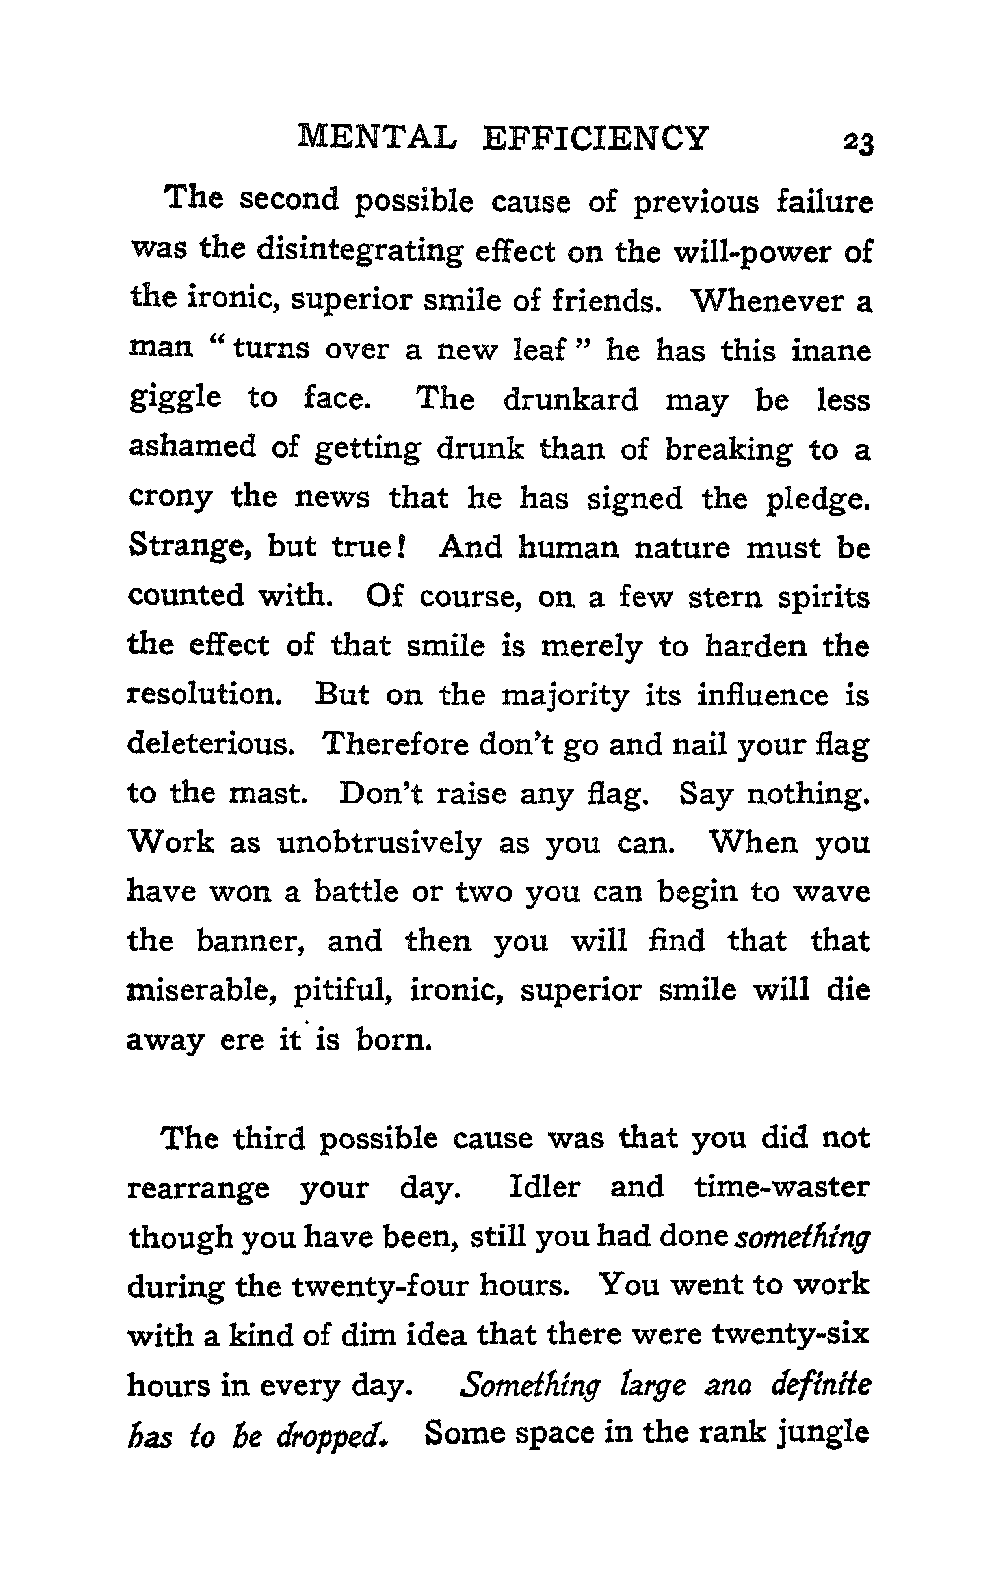 MENTAL EFFICIENCY 23
The second possible cause of previous failure
was the disintegrating effect on the will-power of
the ironic, superior smile of friends. Whenever a
man “turns over a new leaf” he has this inane
giggle to face. The drunkard may be less
ashamed of getting drunk than of breaking to a
crony the news that he has signed the pledge.
Strange, but true! And human nature must be
counted with. Of course, on a few stern spirits
the effect of that smile is merely to harden the
resolution. But on the majority its influence is
deleterious. Therefore don’t go and nail your flag
to the mast. Don’t raise any flag. Say nothing.
Work as unobtrusively as you can. When you
have won a battle or two you can begin to wave
the banner, and then you will find that that
miserable, pitiful, ironic, superior smile will die
away ere it is born.
The third possible cause was that you did not
rearrange your day. Idler and time-waster
though you have been, still you had done something
during the twenty-four hours. You went to work
with a kind of dim idea that there were twenty-six
hours in every day. Something large and definite
has to be dropped. Some space in the rank jungle